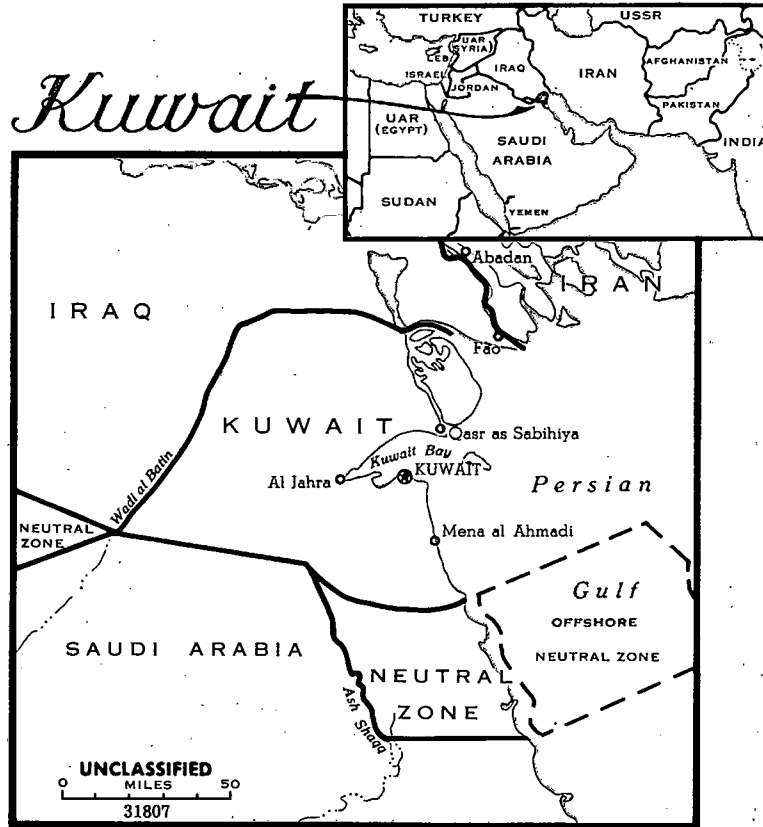 Kuwait
TURKEY
USSR
UAR
SYRIA
LEB.
ISRAEL
JORDAN
IRAQ
IRAN
AFGHANISTAN
PAKISTAN
INDIA
UAR
(EGYPT)
SAUDI
ARABIA
SUDAN
YEMEN
Abadan
IRAN
IRAQ
Fao
KUWAIT
Qasr as Sabihiya
Kuwait Bay
KUWAIT
Al Jahra
Wadi al Batin
Persian
NEUTRAL
ZONE
Mena al Ahmadi
Gulf
OFFSHORE
NEUTRAL ZONE
SAUDI ARABIA
NEUTRAL
ZONE
Ash Shaqq
UNCLASSIFIED
MILES
0 50
31807